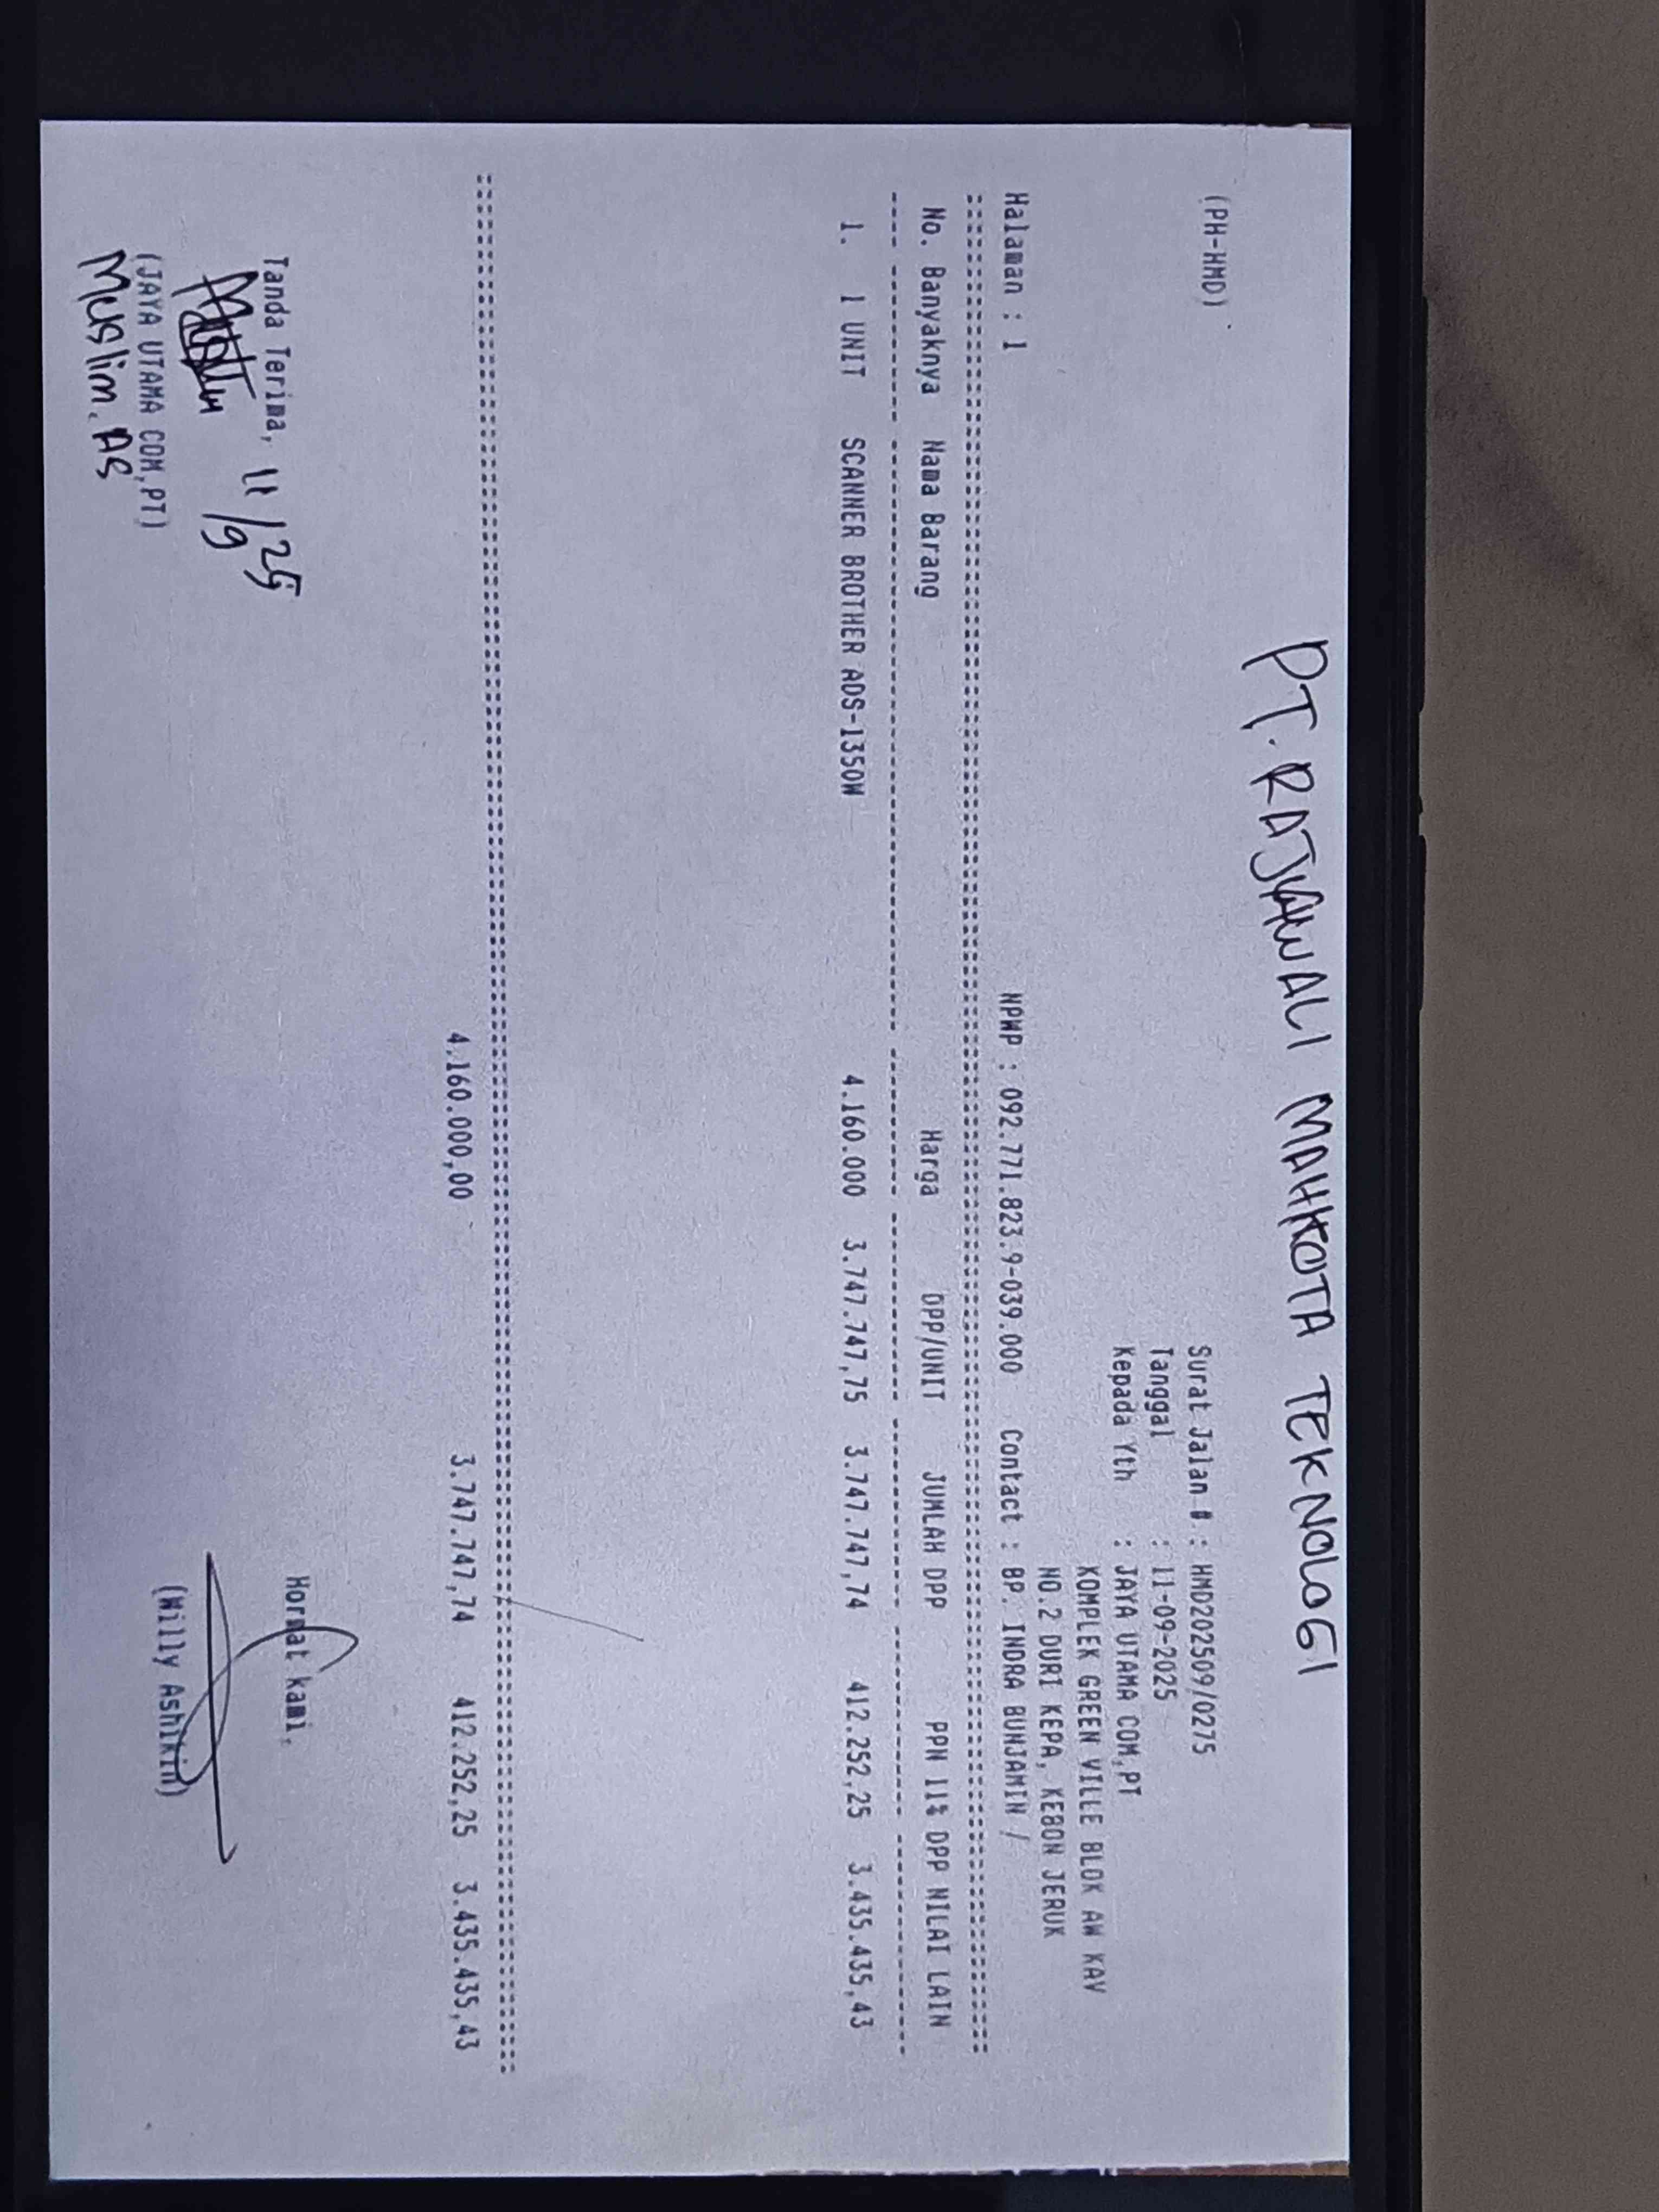 PT. RAJAWALI MAHKOTA TEKNOLOGI
(PH-HMD)
Surat Jalan # : HMD202509/0275
Tanggal : 11-09-2025
Kepada Yth : JAYA UTAMA COM,PT
KOMPLEK GREEN VILLE BLOK AW KAV
NO.2 DURI KEPA, KEBON JERUK
Halaman : 1 NPWP : 092.771.823.9-039.000 Contact : BP. INDRA BUNJAMIN /
No. Banyaknya Nama Barang Harga DPP/UNIT JUMLAH DPP PPN 11% DPP NILAI LAIN
1. 1 UNIT SCANNER BROTHER ADS-1350W 4.160.000 3.747.747,75 3.747.747,74 412.252,25 3.435.435,43
4.160.000,00 3.747.747,74 412.252,25 3.435.435,43
Tanda Terima, 11/9 25
Hormat kami,
(JAYA UTAMA COM,PT)
(Willy Ashikin)
Muslim. AS